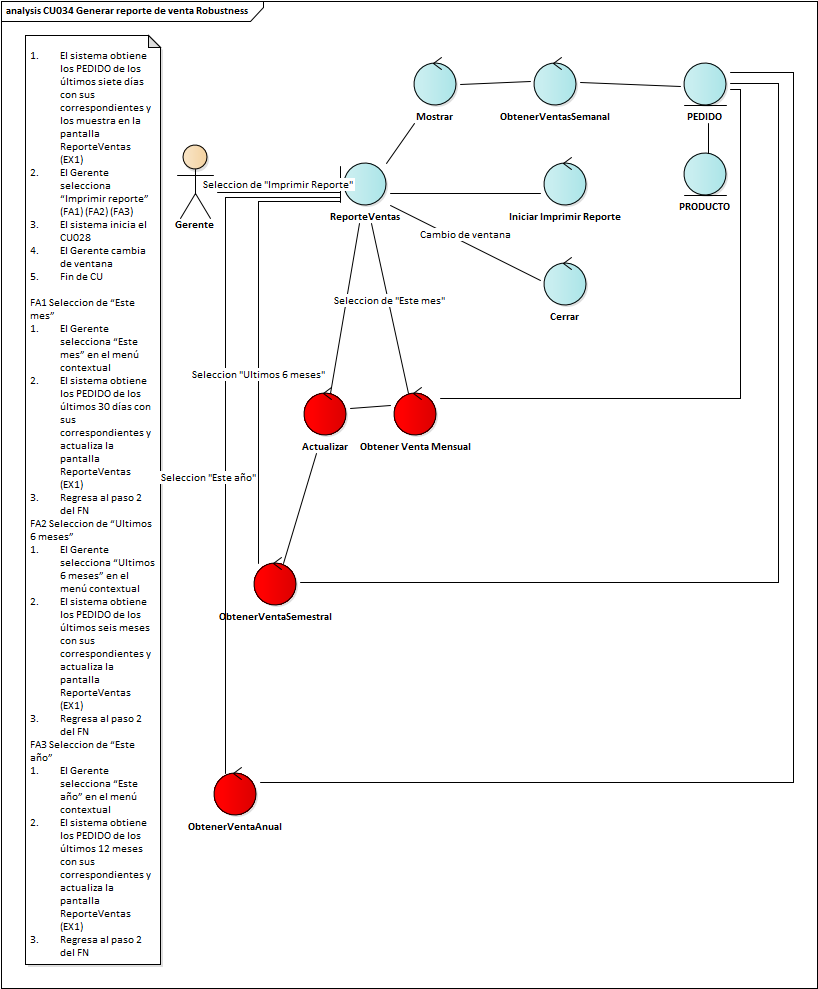 analysis CU034 Generar reporte de venta Robustness
1. El sistema obtiene
los PEDIDO de los
últimos siete días
con sus
correspondientes y
los muestra en la
pantalla
ReporteVentas
(EX1)
2. El Gerente
selecciona
“Imprimir reporte”
(FA1) (FA2) (FA3)
3. El sistema inicia el
CU028
4. El Gerente cambia
de ventana
5. Fin de CU
FA1 Seleccion de “Este
mes”
1. El Gerente
selecciona “Este
mes” en el menú
contextual
2. El sistema obtiene
los PEDIDO de los
últimos 30 días con
sus
correspondientes y
actualiza la
pantalla
ReporteVentas
(EX1)
3. Regresa al paso 2
del FN
FA2 Seleccion de “Ultimos
6 meses”
1. El Gerente
selecciona “Ultimos
6 meses” en el
menú contextual
2. El sistema obtiene
los PEDIDO de los
últimos seis meses
con sus
correspondientes y
actualiza la
pantalla
ReporteVentas
(EX1)
3. Regresa al paso 2
del FN
FA3 Seleccion de “Este
año”
1. El Gerente
selecciona “Este
año” en el menú
contextual
2. El sistema obtiene
los PEDIDO de los
últimos 12 meses
con sus
correspondientes y
actualiza la
pantalla
ReporteVentas
(EX1)
3. Regresa al paso 2
del FN
Mostrar
ObtenerVentasSemanal
PEDIDO
Seleccion de "Imprimir Reporte"
Gerente
ReporteVentas
Iniciar Imprimir Reporte
PRODUCTO
Cambio de ventana
Seleccion de "Este mes"
Cerrar
Seleccion "Ultimos 6 meses"
Actualizar
Obtener Venta Mensual
Seleccion "Este año"
ObtenerVentaSemestral
ObtenerVentaAnual